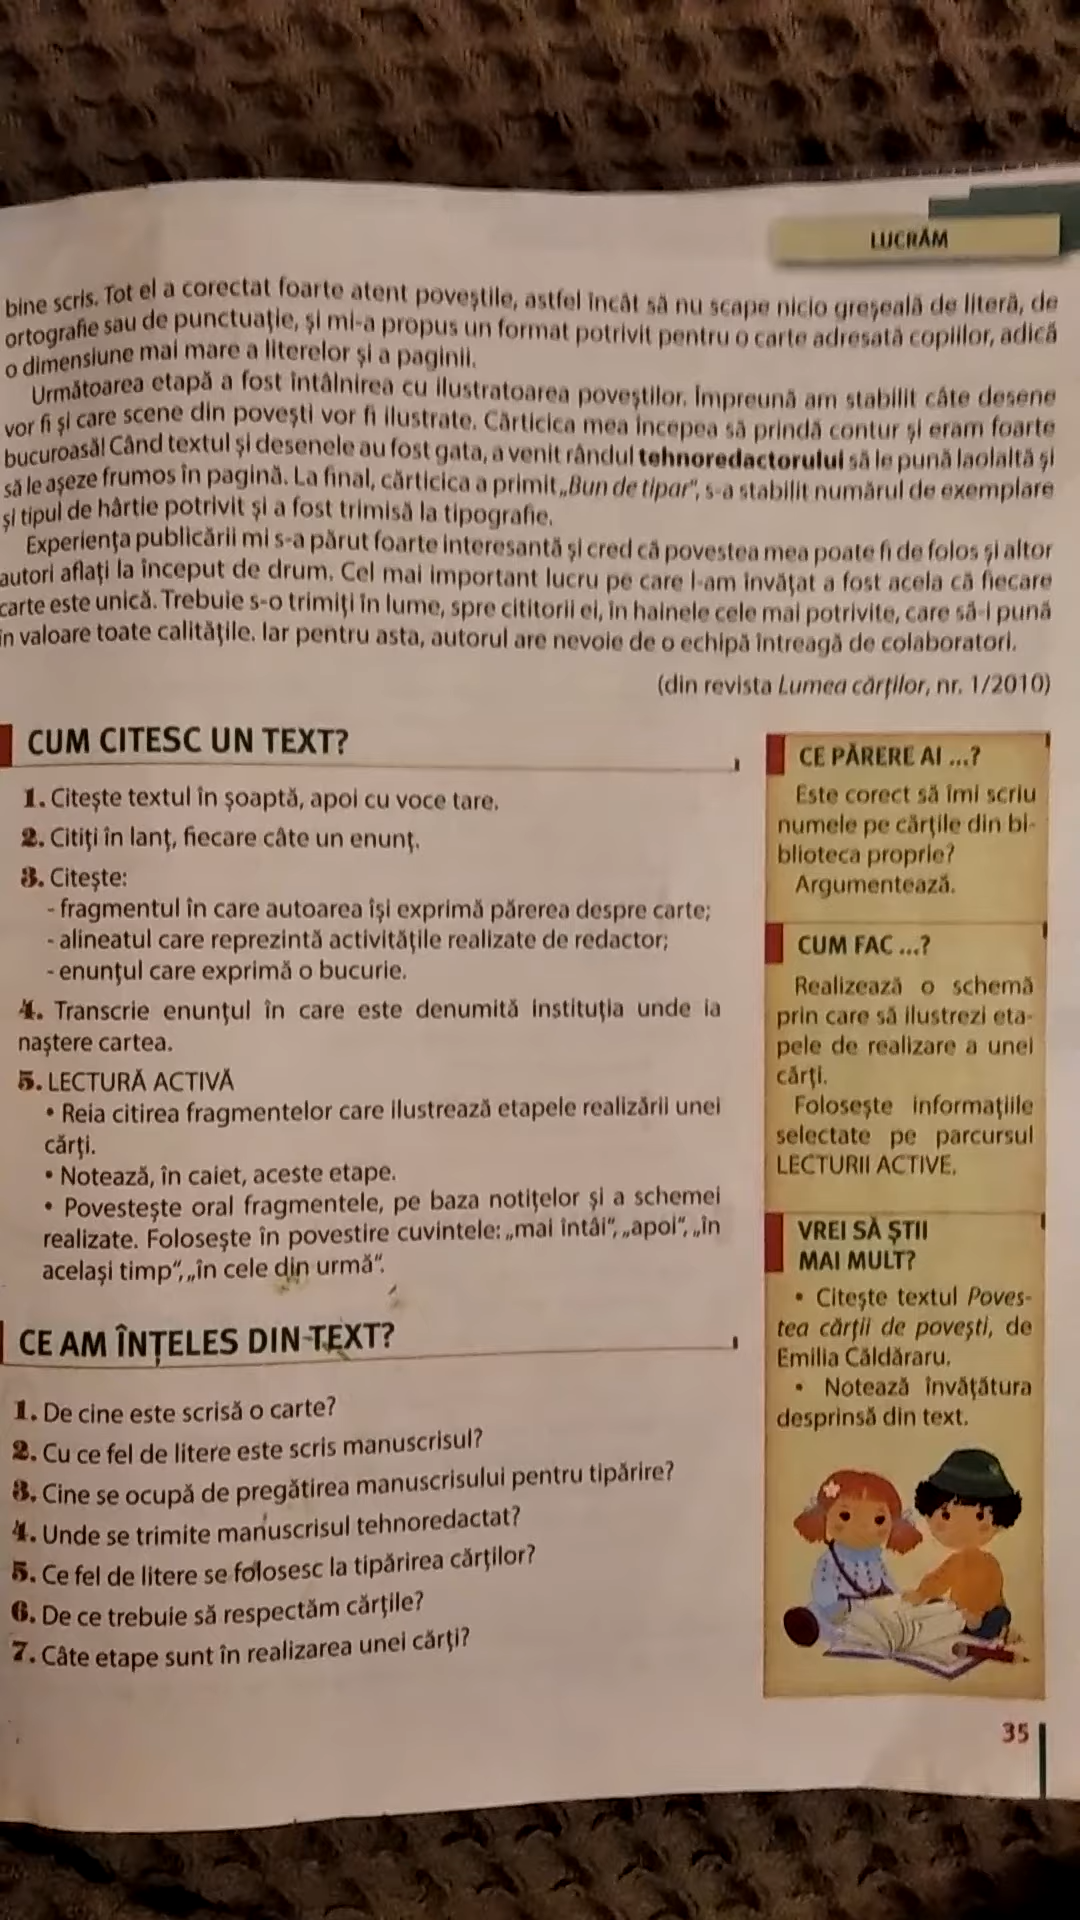 LUCRĂM
bine scris. Tot el a corectat foarte atent poveștile, astfel încât să nu scape nicio greșeală de literă, de
ortografie sau de punctuație, și mi-a propus un format potrivit pentru o carte adresată copiilor, adică
o dimensiune mai mare a literelor și a paginii.
Următoarea etapă a fost întâlnirea cu ilustratoarea poveștilor. Împreună am stabilit câte desene
vor fi și care scene din povești vor fi ilustrate. Cărticica mea începea să prindă contur și eram foarte
bucuroasă! Când textul și desenele au fost gata, a venit rândul tehnoredactorului să le pună laolaltă și
să le așeze frumos în pagină. La final, cărticica a primit „Bun de tipar", s-a stabilit numărul de exemplare
și tipul de hârtie potrivit și a fost trimisă la tipografie.
Experiența publicării mi s-a părut foarte interesantă și cred că povestea mea poate fi de folos și altor
autori aflați la început de drum. Cel mai important lucru pe care l-am învățat a fost acela că fiecare
carte este unică. Trebuie s-o trimiți în lume, spre cititorii ei, în hainele cele mai potrivite, care să-i pună
în valoare toate calitățile. Iar pentru asta, autorul are nevoie de o echipă întreagă de colaboratori.
(din revista Lumea cărților, nr. 1/2010)
CUM CITESC UN TEXT?
1. Citește textul în șoaptă, apoi cu voce tare.
2. Citiți în lanț, fiecare câte un enunț.
3. Citește:
- fragmentul în care autoarea își exprimă părerea despre carte;
- alineatul care reprezintă activitățile realizate de redactor;
- enunțul care exprimă o bucurie.
4. Transcrie enunțul în care este denumită instituția unde ia
naștere cartea.
5. LECTURĂ ACTIVĂ
• Reia citirea fragmentelor care ilustrează etapele realizării unei
cărți.
• Notează, în caiet, aceste etape.
• Povestește oral fragmentele, pe baza notițelor și a schemei
realizate. Folosește în povestire cuvintele: „mai întâi", „apoi", „în
același timp", „în cele din urmă".
CE AM ÎNȚELES DIN TEXT?
1. De cine este scrisă o carte?
2. Cu ce fel de litere este scris manuscrisul?
3. Cine se ocupă de pregătirea manuscrisului pentru tipărire?
4. Unde se trimite manuscrisul tehnoredactat?
5. Ce fel de litere se folosesc la tipărirea cărților?
6. De ce trebuie să respectăm cărțile?
7. Câte etape sunt în realizarea unei cărți?
CE PĂRERE AI ...?
Este corect să îmi scriu
numele pe cărțile din bi-
blioteca proprie?
Argumentează.
CUM FAC ...?
Realizează o schemă
prin care să ilustrezi eta-
pele de realizare a unei
cărți.
Folosește informațiile
selectate pe parcursul
LECTURII ACTIVE.
VREI SĂ ȘTII
MAI MULT?
• Citește textul Poves-
tea cărții de povești, de
Emilia Căldăraru.
• Notează învățătura
desprinsă din text.
35